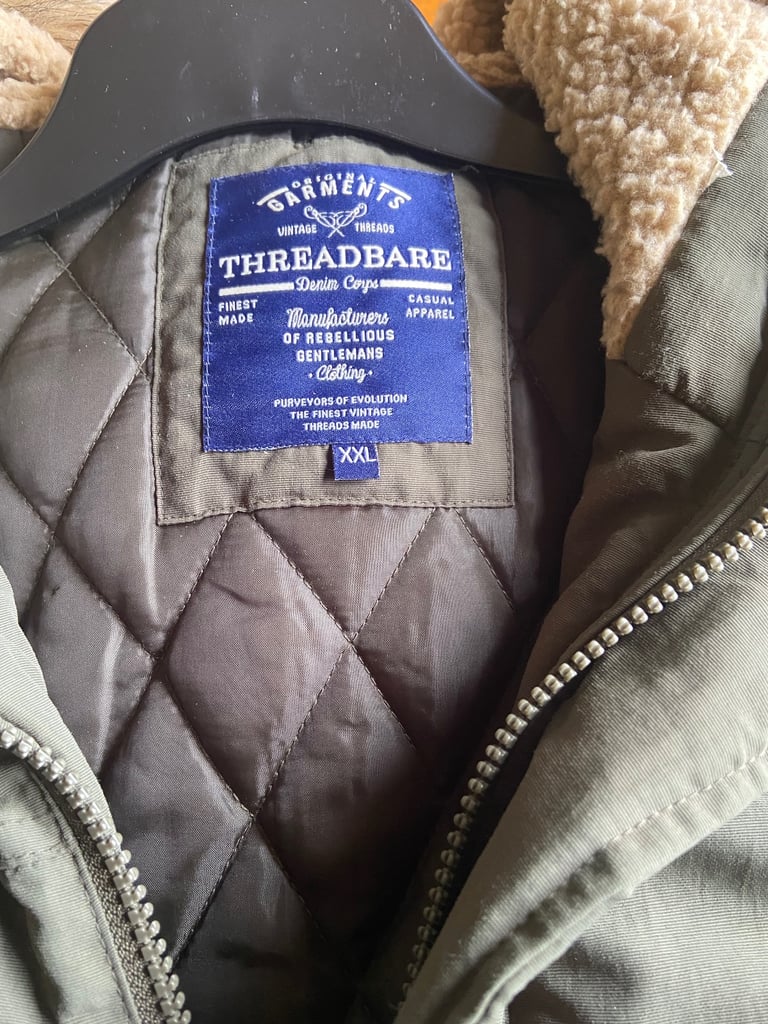 ORIGINAL
GARMENTS
VINTAGE THREADS
THREADBARE
Denim Corps
FINEST MADE
CASUAL APPAREL
Manufacturers
OF REBELLIOUS
GENTLEMANS
• Clothing •
PURVEYORS OF EVOLUTION
THE FINEST VINTAGE
THREADS MADE
XXL